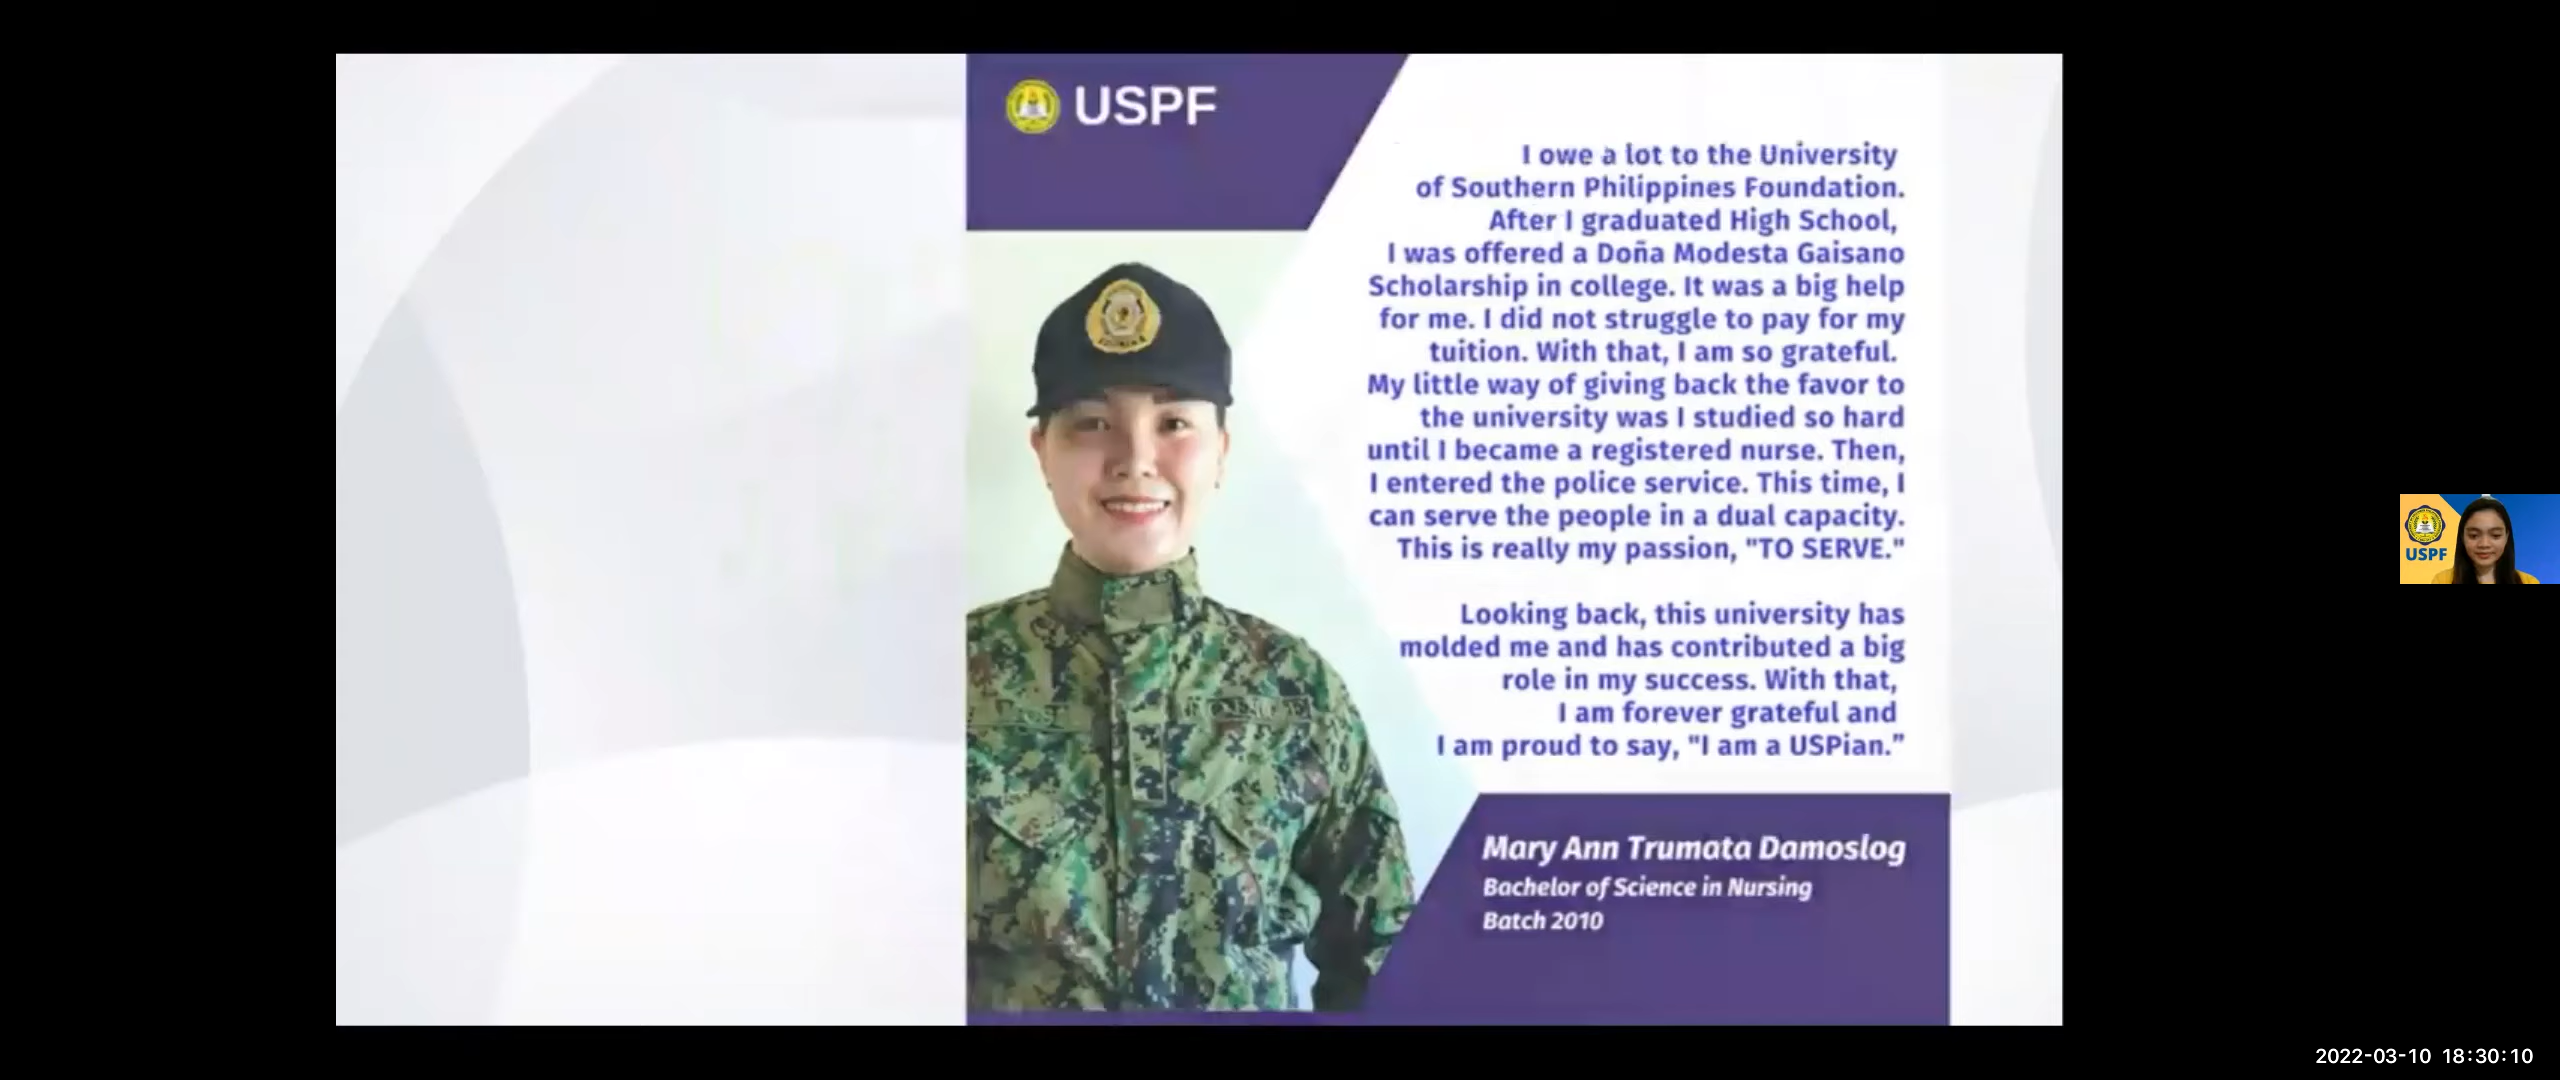 USPF
I owe a lot to the University
of Southern Philippines Foundation.
After I graduated High School,
I was offered a Doña Modesta Gaisano
Scholarship in college. It was a big help
for me. I did not struggle to pay for my
tuition. With that, I am so grateful.
My little way of giving back the favor to
the university was I studied so hard
until I became a registered nurse. Then,
I entered the police service. This time, I
can serve the people in a dual capacity.
This is really my passion, "TO SERVE."
Looking back, this university has
molded me and has contributed a big
role in my success. With that,
I am forever grateful and
I am proud to say, "I am a USPian.”
Mary Ann Trumata Damoslog
Bachelor of Science in Nursing
Batch 2010
USPF
2022-03-10 18:30:10